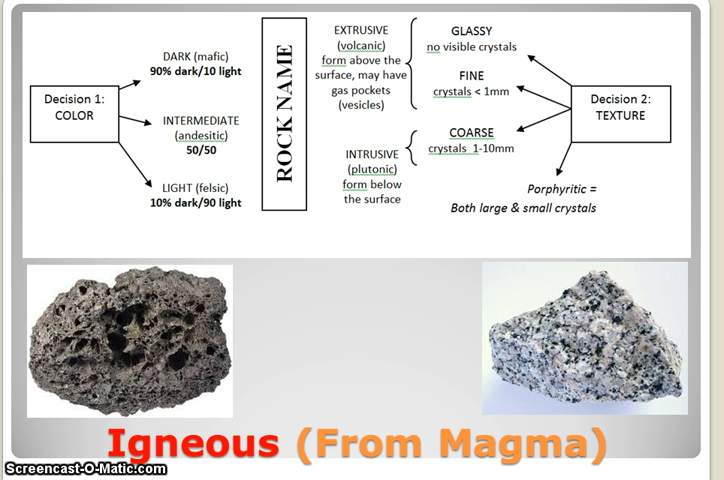 Decision 1:
COLOR
DARK (mafic)
90% dark/10 light
INTERMEDIATE
(andesitic)
50/50
LIGHT (felsic)
10% dark/90 light
ROCK NAME
EXTRUSIVE
(volcanic)
form above the
surface, may have
gas pockets
(vesicles)
INTRUSIVE
(plutonic)
form below
the surface
GLASSY
no visible crystals
FINE
crystals < 1mm
COARSE
crystals 1-10mm
Decision 2:
TEXTURE
Porphyritic =
Both large & small crystals
Igneous (From Magma)
Screencast-O-Matic.com